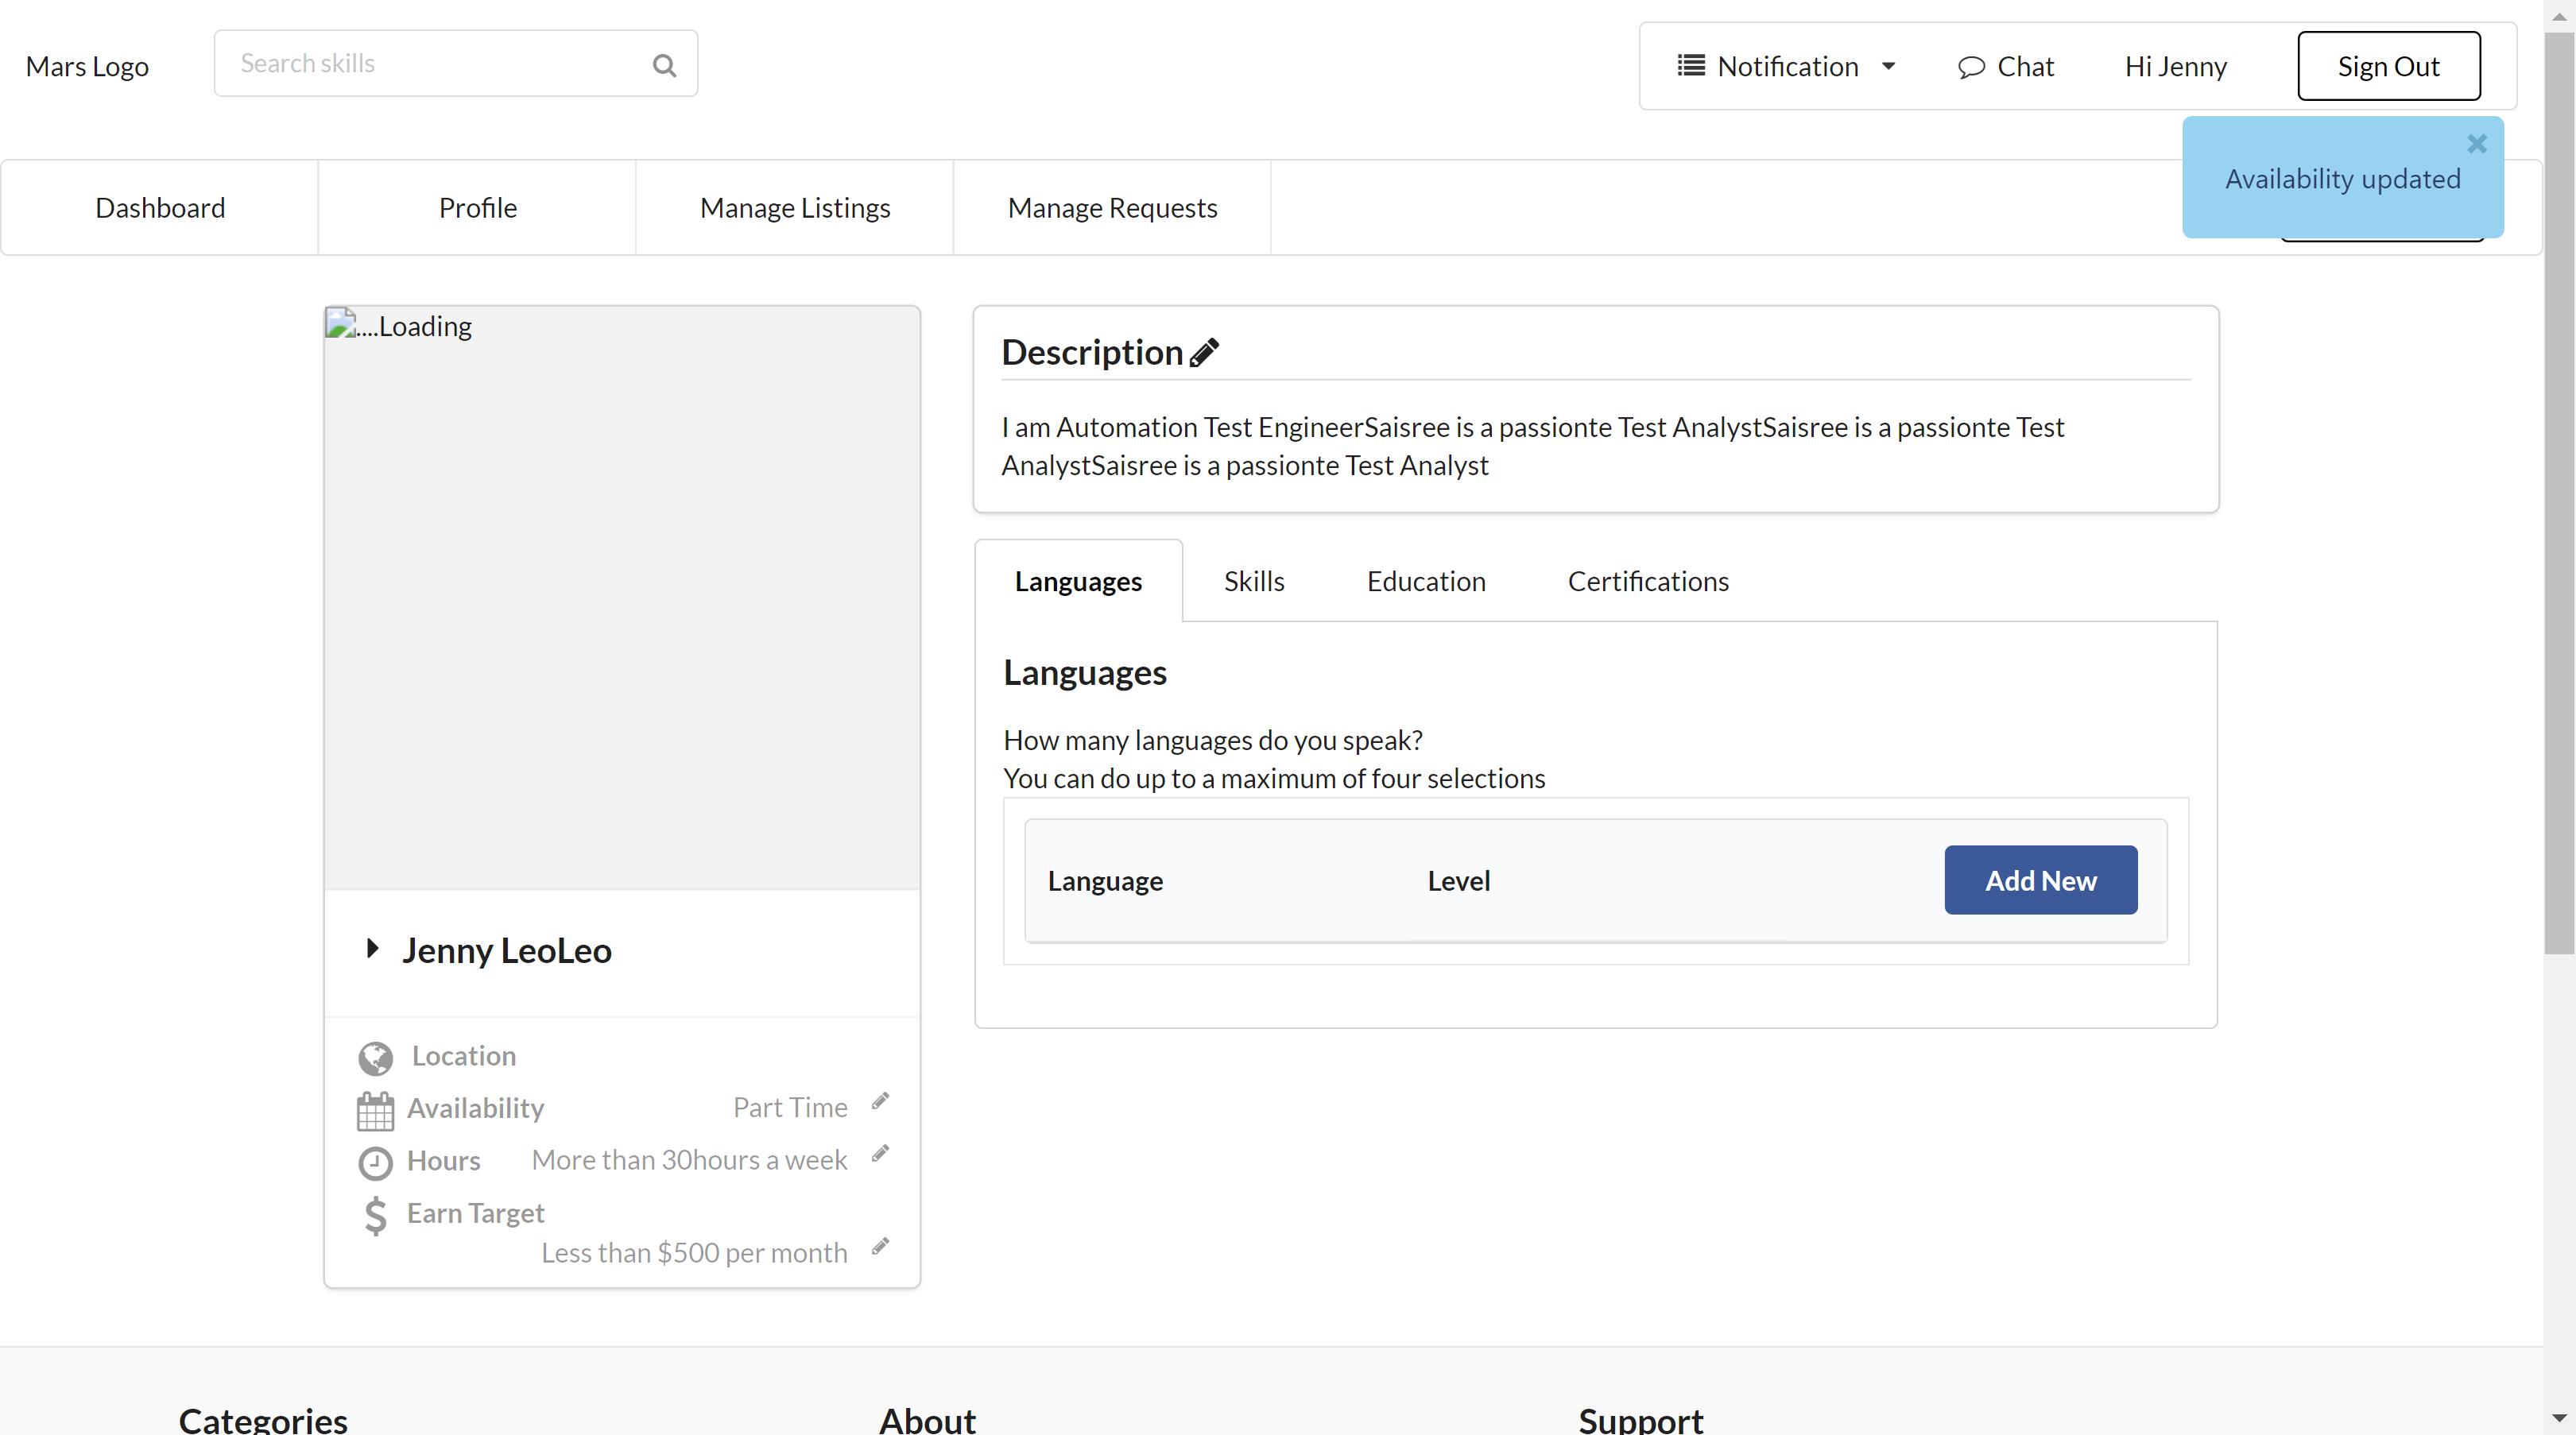 Mars Logo
Search skills
Notification
Chat
Hi Jenny
Sign Out
Availability updated
Dashboard
Profile
Manage Listings
Manage Requests
....Loading
Description
I am Automation Test EngineerSaisree is a passionte Test AnalystSaisree is a passionte Test
AnalystSaisree is a passionte Test Analyst
Languages
Skills
Education
Certifications
Languages
How many languages do you speak?
You can do up to a maximum of four selections
Language
Level
Add New
Jenny LeoLeo
Location
Availability
Part Time
Hours
More than 30hours a week
Earn Target
Less than $500 per month
Categories
About
Support